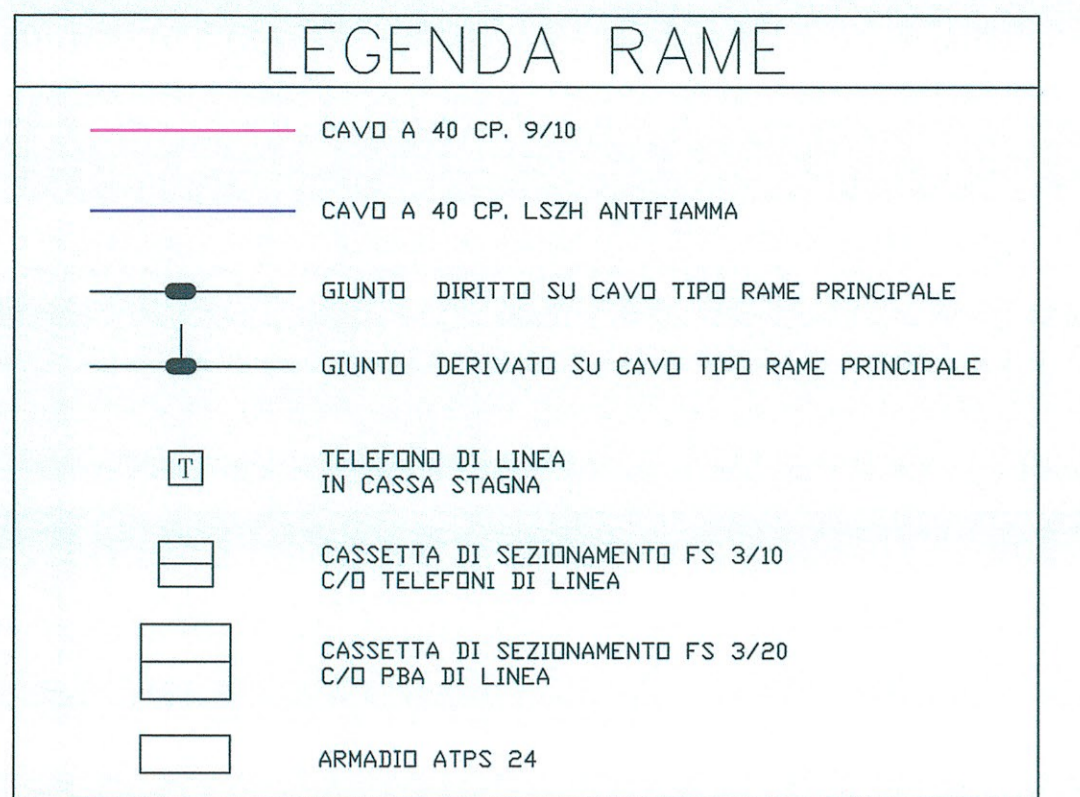 LEGENDA RAME
CAVO A 40 CP. 9/10
CAVO A 40 CP. LSZH ANTIFIAMMA
GIUNTO DIRITTO SU CAVO TIPO RAME PRINCIPALE
GIUNTO DERIVATO SU CAVO TIPO RAME PRINCIPALE
T
TELEFONO DI LINEA
IN CASSA STAGNA
CASSETTA DI SEZIONAMENTO FS 3/10
C/O TELEFONI DI LINEA
CASSETTA DI SEZIONAMENTO FS 3/20
C/O PBA DI LINEA
ARMADIO ATPS 24